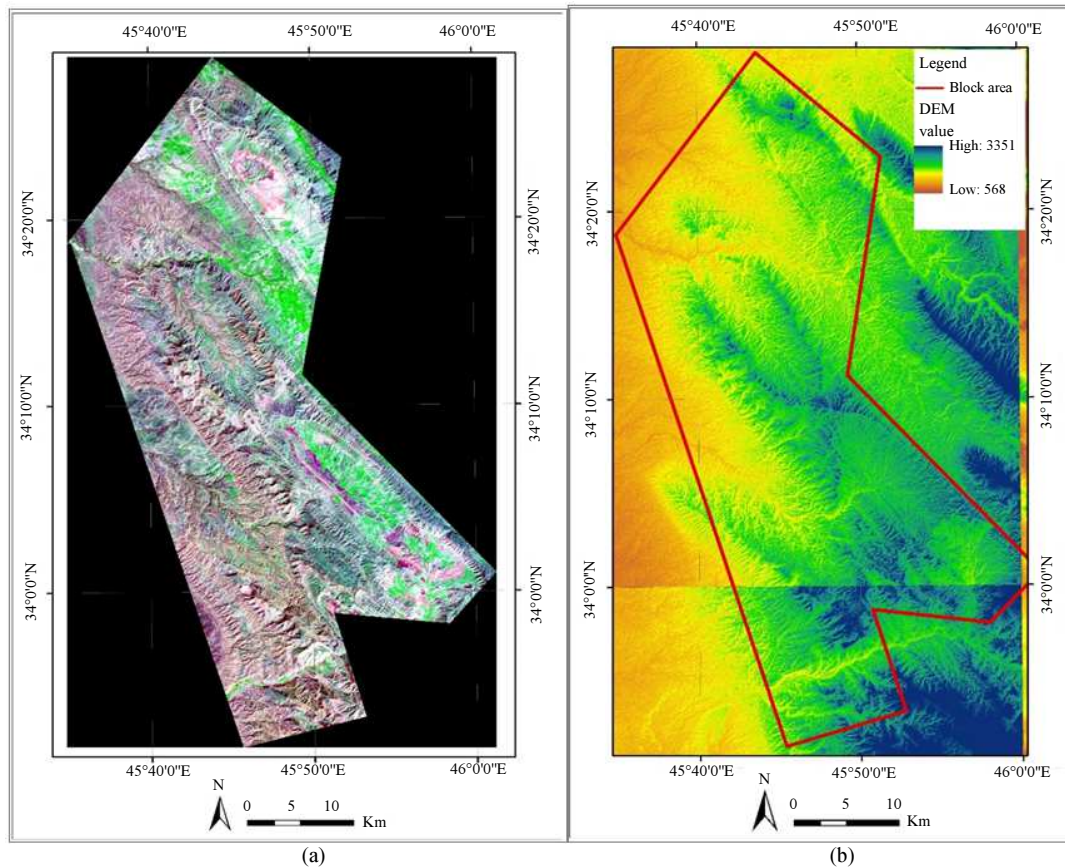 45°40'0"E
45°50'0"E
46°0'0"E
34°20'0"N
34°20'0"N
34°10'0"N
34°10'0"N
34°0'0"N
34°0'0"N
45°40'0"E
45°50'0"E
46°0'0"E
N
0 5 10
Km
(a)
45°40'0"E
45°50'0"E
46°0'0"E
Legend
Block area
DEM
value
High: 3351
Low: 568
34°20'0"N
34°20'0"N
34°10'0"N
34°10'0"N
34°0'0"N
34°0'0"N
45°40'0"E
45°50'0"E
46°0'0"E
N
0 5 10
Km
(b)